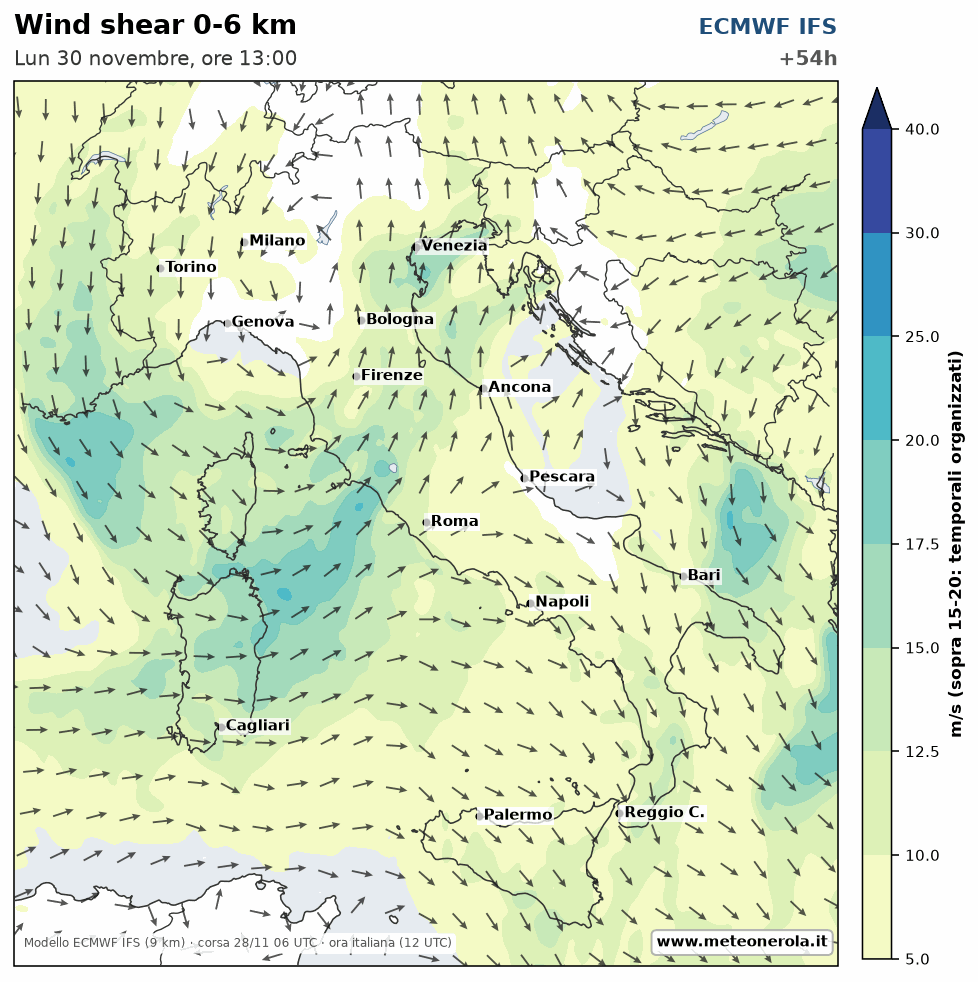 Wind shear 0-6 km
ECMWF IFS
Lun 30 novembre, ore 13:00
+54h
Milano
Venezia
Torino
Genova
Bologna
Firenze
Ancona
Pescara
Roma
Bari
Napoli
Cagliari
Palermo
Reggio C.
Modello ECMWF IFS (9 km) · corsa 28/11 06 UTC · ora italiana (12 UTC)
www.meteonerola.it
40.0
30.0
25.0
20.0
17.5
15.0
12.5
10.0
5.0
m/s (sopra 15-20: temporali organizzati)